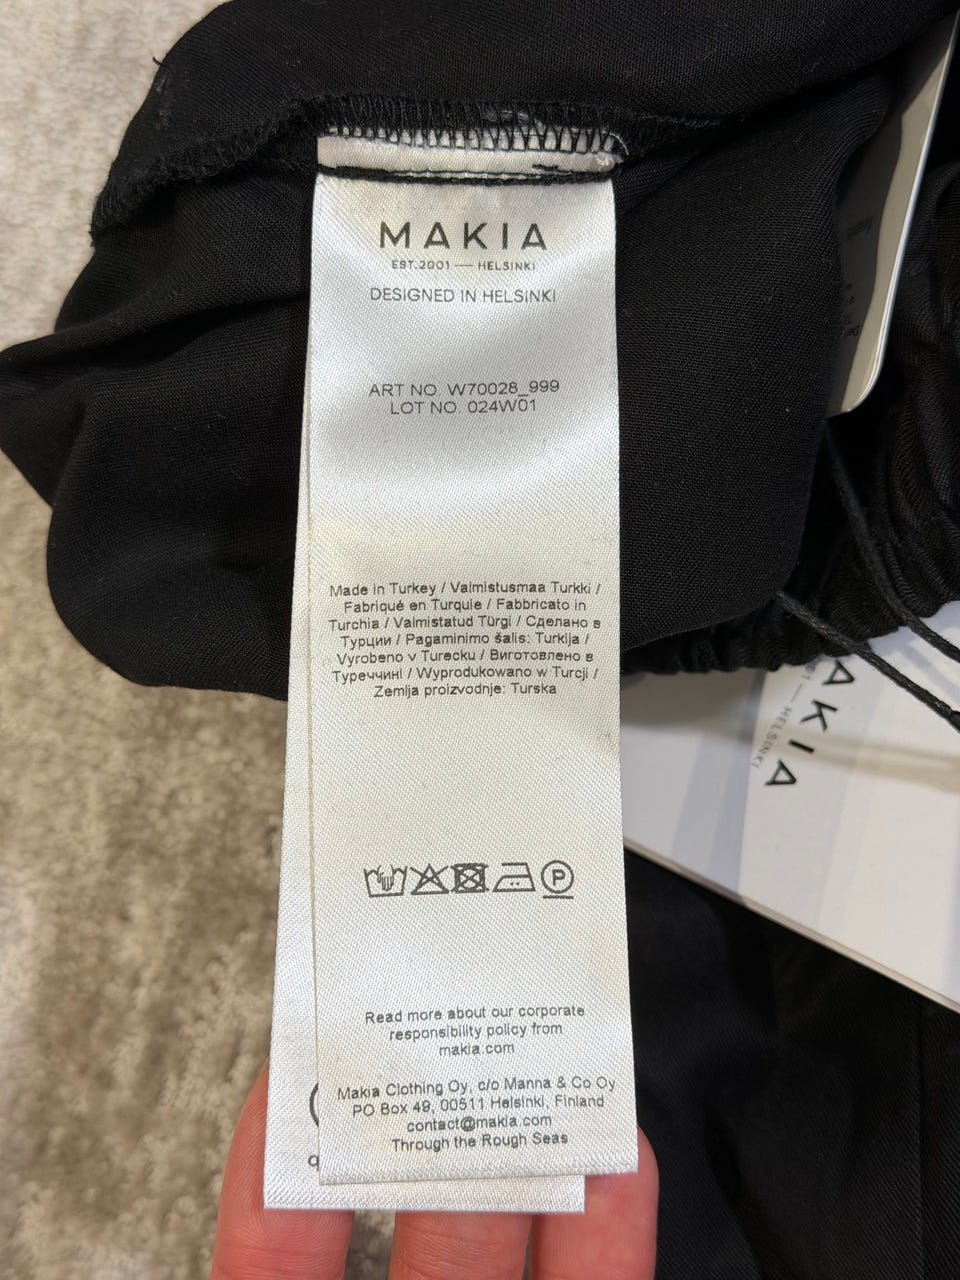 MAKIA
EST.2001 — HELSINKI
DESIGNED IN HELSINKI
ART NO. W70028_999
LOT NO. 024W01
Made in Turkey / Valmistusmaa Turkki /
Fabriqué en Turquie / Fabbricato in
Turchia / Valmistatud Türgi / Сделано в
Турции / Pagaminimo šalis: Turkija /
Vyrobeno v Turecku / Виготовлено в
Туреччині / Wyprodukowano w Turcji /
Zemlja proizvodnje: Turska
P
Read more about our corporate
responsibility policy from
makia.com
Makia Clothing Oy, c/o Manna & Co Oy
PO Box 49, 00511 Helsinki, Finland
contact@makia.com
Through the Rough Seas
AKIA
— HELSINKI